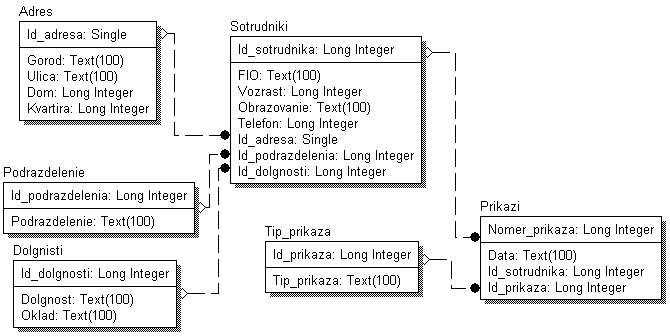 Adres
Id_adresa: Single
Gorod: Text(100)
Ulica: Text(100)
Dom: Long Integer
Kvartira: Long Integer
Sotrudniki
Id_sotrudnika: Long Integer
FIO: Text(100)
Vozrast: Long Integer
Obrazovanie: Text(100)
Telefon: Long Integer
Id_adresa: Single
Id_podrazdelenia: Long Integer
Id_dolgnosti: Long Integer
Podrazdelenie
Id_podrazdelenia: Long Integer
Podrazdelenie: Text(100)
Dolgnisti
Id_dolgnosti: Long Integer
Dolgnost: Text(100)
Oklad: Text(100)
Tip_prikaza
Id_prikaza: Long Integer
Tip_prikaza: Text(100)
Prikazi
Nomer_prikaza: Long Integer
Data: Text(100)
Id_sotrudnika: Long Integer
Id_prikaza: Long Integer